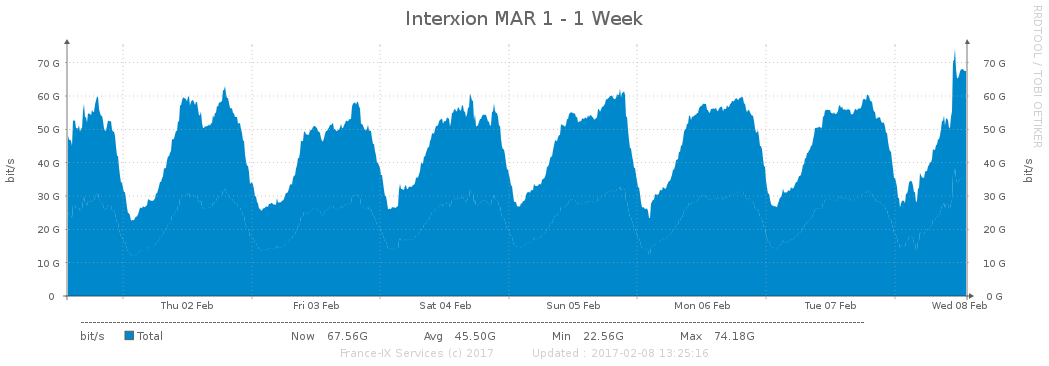 Interxion MAR 1 - 1 Week
RRDTOOL / TOBI OETIKER
bit/s
70 G
60 G
50 G
40 G
30 G
20 G
10 G
0
70 G
60 G
50 G
40 G
30 G
20 G
10 G
0 G
bit/s
Thu 02 Feb Fri 03 Feb Sat 04 Feb Sun 05 Feb Mon 06 Feb Tue 07 Feb Wed 08 Feb
bit/s Total Now 67.56G Avg 45.50G Min 22.56G Max 74.18G
France-IX Services (c) 2017 Updated : 2017-02-08 13:25:16